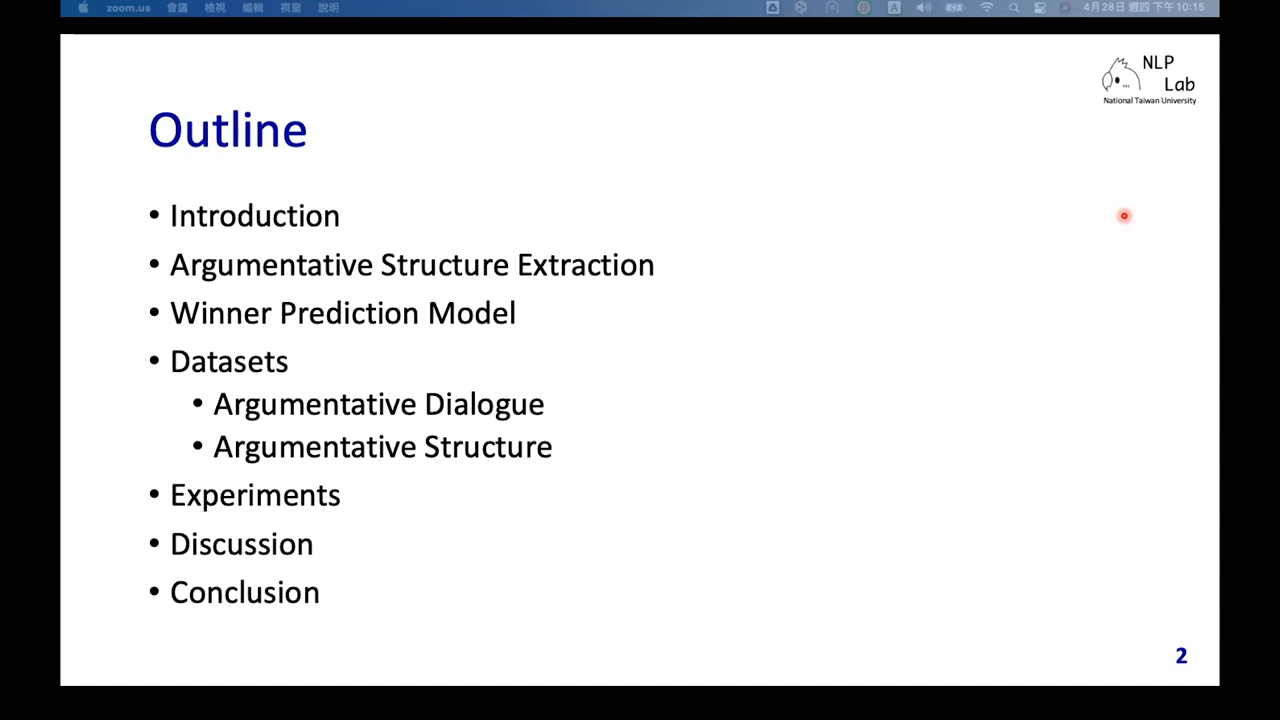 zoom.us 會議 檢視 編輯 視窗 說明 A 4月28日 週四 下午10:15
NLP
Lab
National Taiwan University
Outline
• Introduction
• Argumentative Structure Extraction
• Winner Prediction Model
• Datasets
• Argumentative Dialogue
• Argumentative Structure
• Experiments
• Discussion
• Conclusion
2